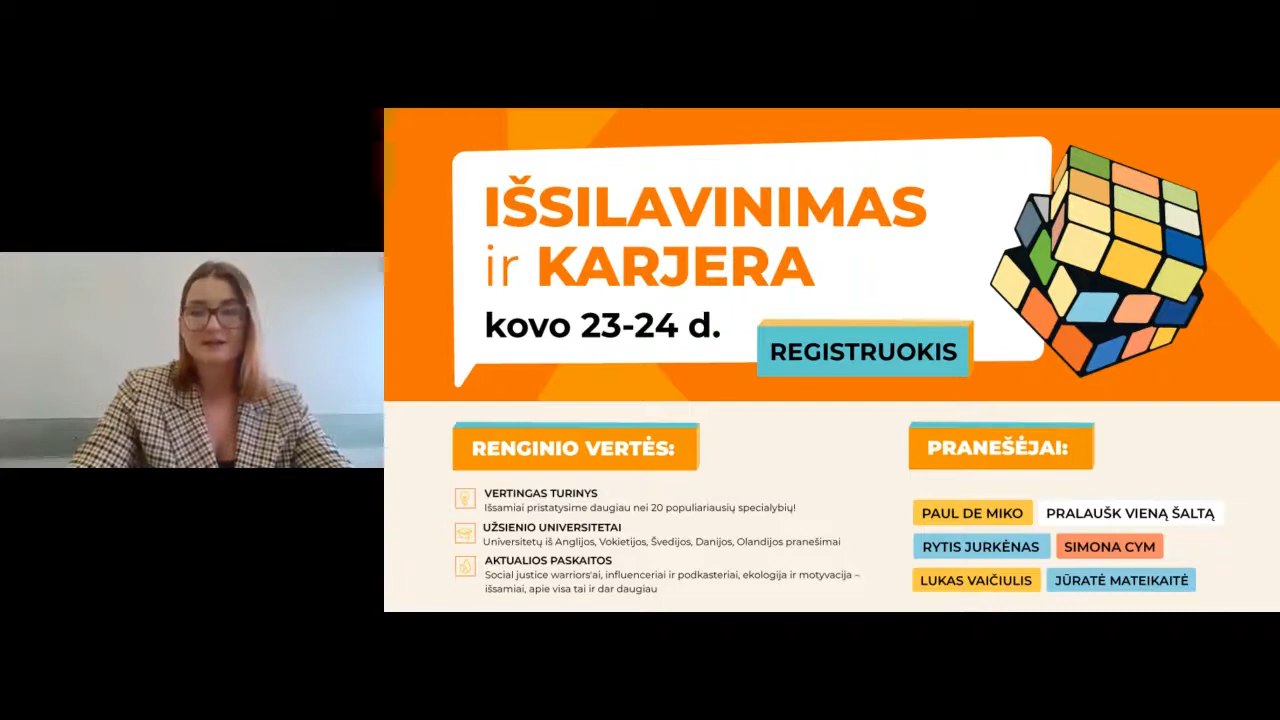 IŠSILAVINIMAS
ir KARJERA
kovo 23-24 d.
REGISTRUOKIS
RENGINIO VERTĖS:
VERTINGAS TURINYS
Išsamiai pristatysime daugiau nei 20 populiariausių specialybių!
UŽSIENIO UNIVERSITETAI
Universitetų iš Anglijos, Vokietijos, Švedijos, Danijos, Olandijos pranešimai
AKTUALIOS PASKAITOS
Social justice warriors'ai, influenceriai ir podkasteriai, ekologija ir motyvacija –
išsamiai, apie visa tai ir dar daugiau
PRANEŠĖJAI:
PAUL DE MIKO
PRALAUŠK VIENĄ ŠALTĄ
RYTIS JURKĖNAS
SIMONA CYM
LUKAS VAIČIULIS
JŪRATĖ MATEIKAITĖ